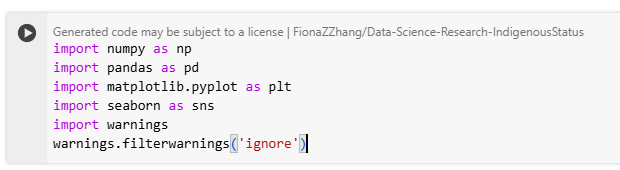 Generated code may be subject to a license | FionaZZhang/Data-Science-Research-IndigenousStatus
import numpy as np
import pandas as pd
import matplotlib.pyplot as plt
import seaborn as sns
import warnings
warnings.filterwarnings('ignore')